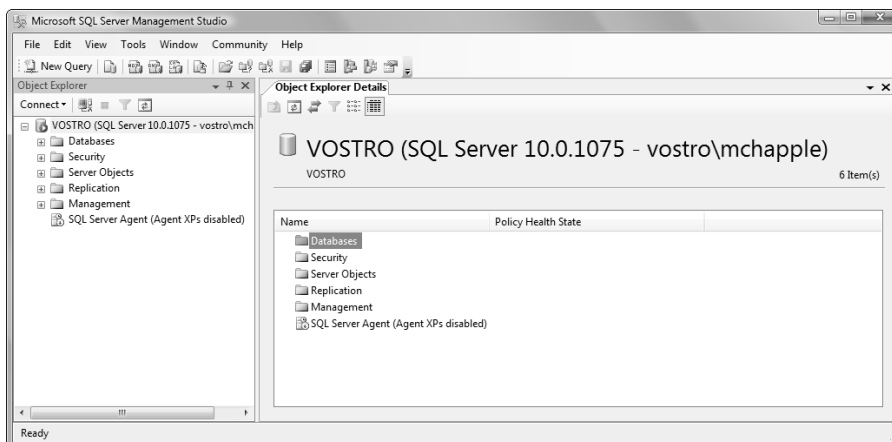 Microsoft SQL Server Management Studio
File Edit View Tools Window Community Help
New Query
Object Explorer
Connect
VOSTRO (SQL Server 10.0.1075 - vostro\mch
Databases
Security
Server Objects
Replication
Management
SQL Server Agent (Agent XPs disabled)
Object Explorer Details
VOSTRO (SQL Server 10.0.1075 - vostro\mchapple)
VOSTRO 6 Item(s)
Name Policy Health State
Databases
Security
Server Objects
Replication
Management
SQL Server Agent (Agent XPs disabled)
Ready